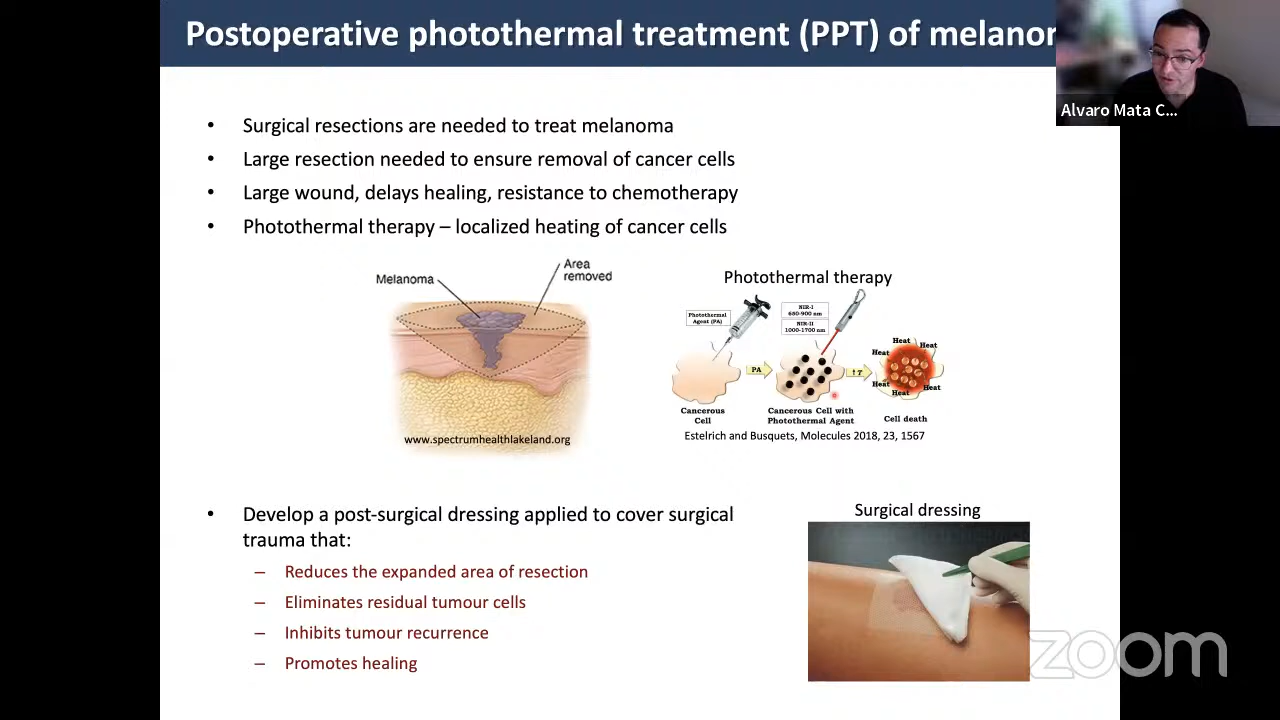 Postoperative photothermal treatment (PPT) of melanom
Alvaro Mata C...
• Surgical resections are needed to treat melanoma
• Large resection needed to ensure removal of cancer cells
• Large wound, delays healing, resistance to chemotherapy
• Photothermal therapy – localized heating of cancer cells
Melanoma
Area
removed
www.spectrumhealthlakeland.org
Photothermal therapy
Photothermal
Agent (PA)
NIR-I
680-900 nm
NIR-II
1000-1700 nm
PA
↑T
Heat
Heat
Heat
Heat
Heat
Heat
Cancerous
Cell
Cancerous Cell with
Photothermal Agent
Cell death
Estelrich and Busquets, Molecules 2018, 23, 1567
• Develop a post-surgical dressing applied to cover surgical
trauma that:
– Reduces the expanded area of resection
– Eliminates residual tumour cells
– Inhibits tumour recurrence
– Promotes healing
Surgical dressing
zoom